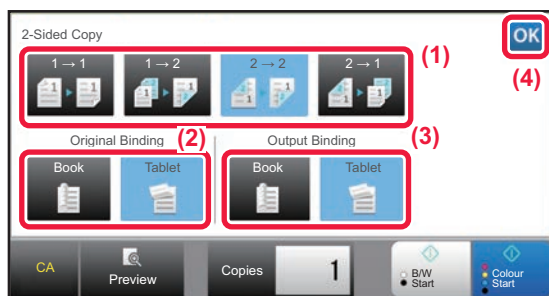 2-Sided Copy
OK
1 → 1
1 → 2
2 → 2
2 → 1
(1)
(4)
Original Binding
(2)
Output Binding
(3)
Book
Tablet
Book
Tablet
CA
Preview
Copies
1
B/W
Start
Colour
Start